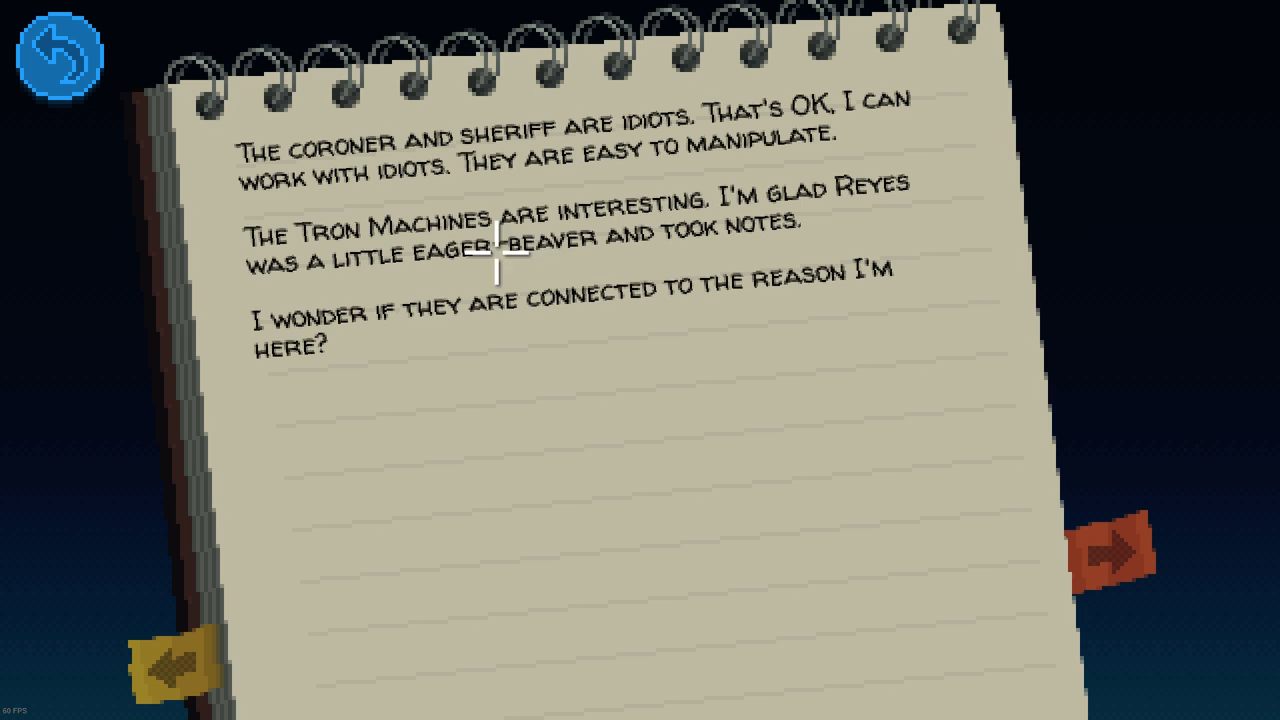 The coroner and sheriff are idiots. That's OK, I can
work with idiots. They are easy to manipulate.
The Tron Machines are interesting. I'm glad Reyes
was a little eager-beaver and took notes.
I wonder if they are connected to the reason I'm
here?
60 FPS